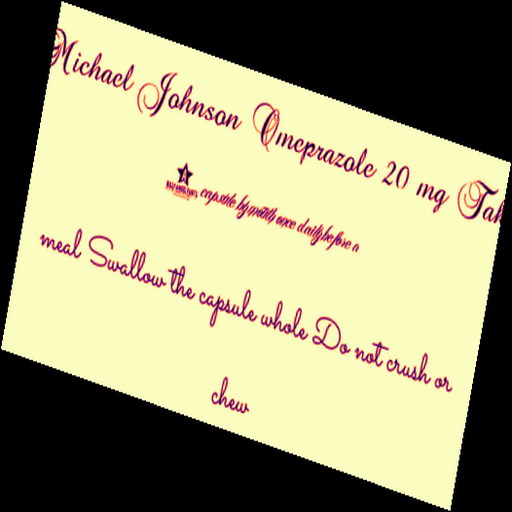 Michael Johnson Omeprazole 20 mg
capsule by mouth once daily before a
meal Swallow the capsule whole Do not crush or
chew